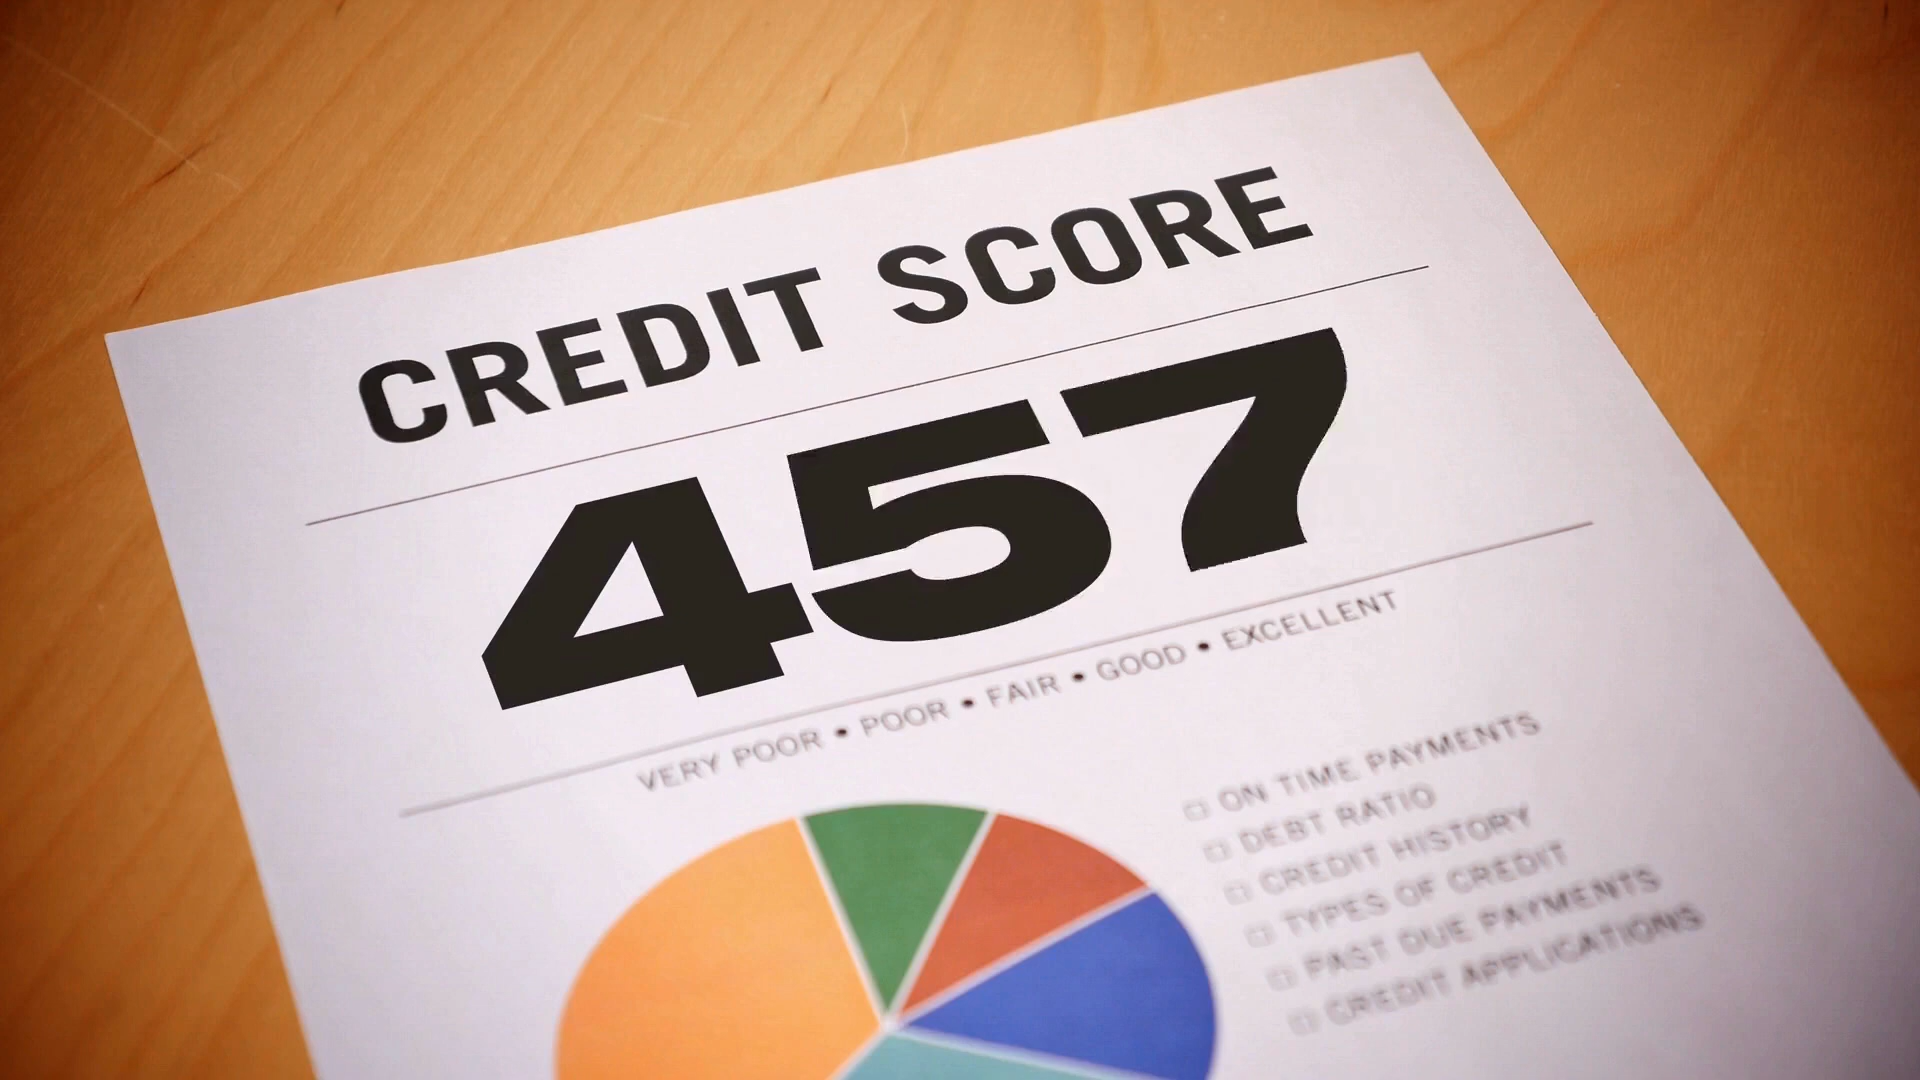 CREDIT SCORE
457
VERY POOR • POOR • FAIR • GOOD • EXCELLENT
ON TIME PAYMENTS
DEBT RATIO
CREDIT HISTORY
TYPES OF CREDIT
PAST DUE PAYMENTS
CREDIT APPLICATIONS